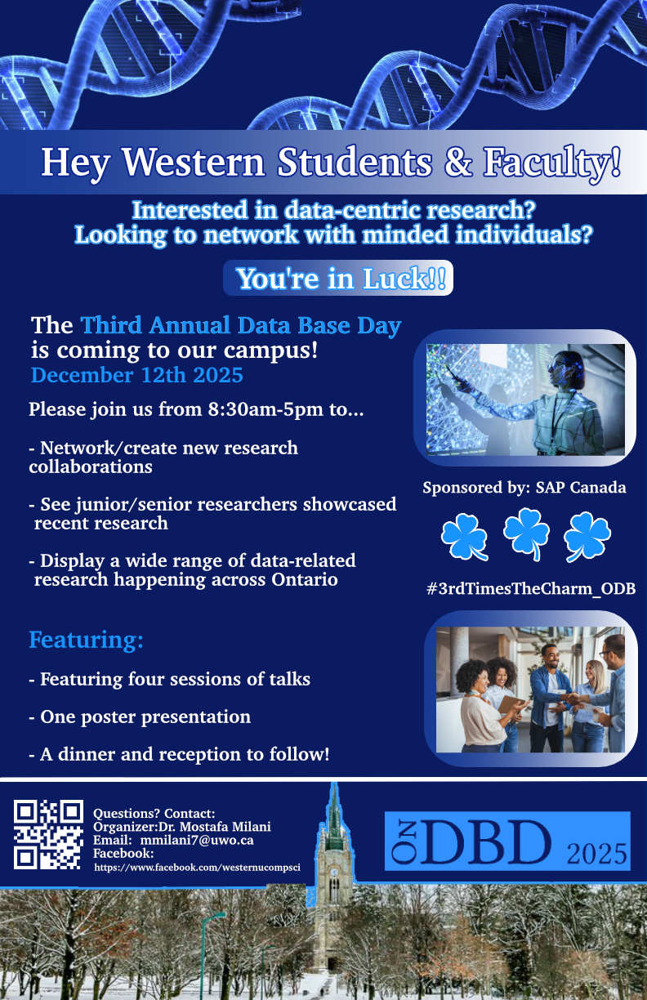 Hey Western Students & Faculty!
Interested in data-centric research?
Looking to network with minded individuals?
You're in Luck!!
The Third Annual Data Base Day
is coming to our campus!
December 12th 2025
Please join us from 8:30am-5pm to...
- Network/create new research
collaborations
- See junior/senior researchers showcased
recent research
- Display a wide range of data-related
research happening across Ontario
Sponsored by: SAP Canada
#3rdTimesTheCharm_ODB
Featuring:
- Featuring four sessions of talks
- One poster presentation
- A dinner and reception to follow!
Questions? Contact:
Organizer:Dr. Mostafa Milani
Email: mmilani7@uwo.ca
Facebook:
https://www.facebook.com/westernucompsci
ON DBD 2025